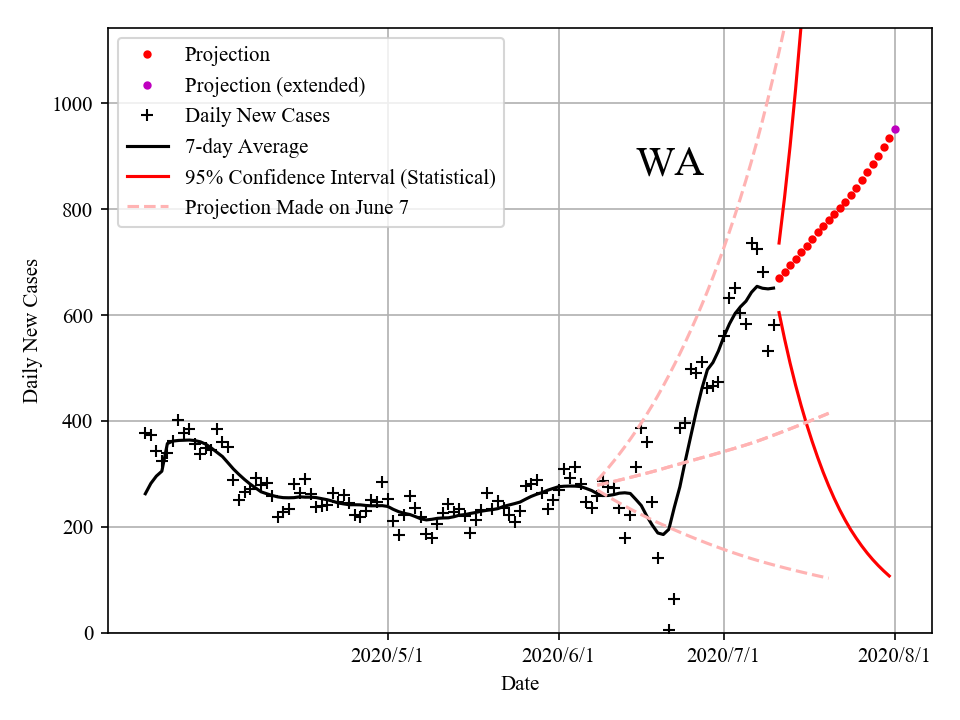 Projection
Projection (extended)
Daily New Cases
7-day Average
95% Confidence Interval (Statistical)
Projection Made on June 7
WA
1000
800
600
400
200
0
Daily New Cases
2020/5/1
2020/6/1
2020/7/1
2020/8/1
Date